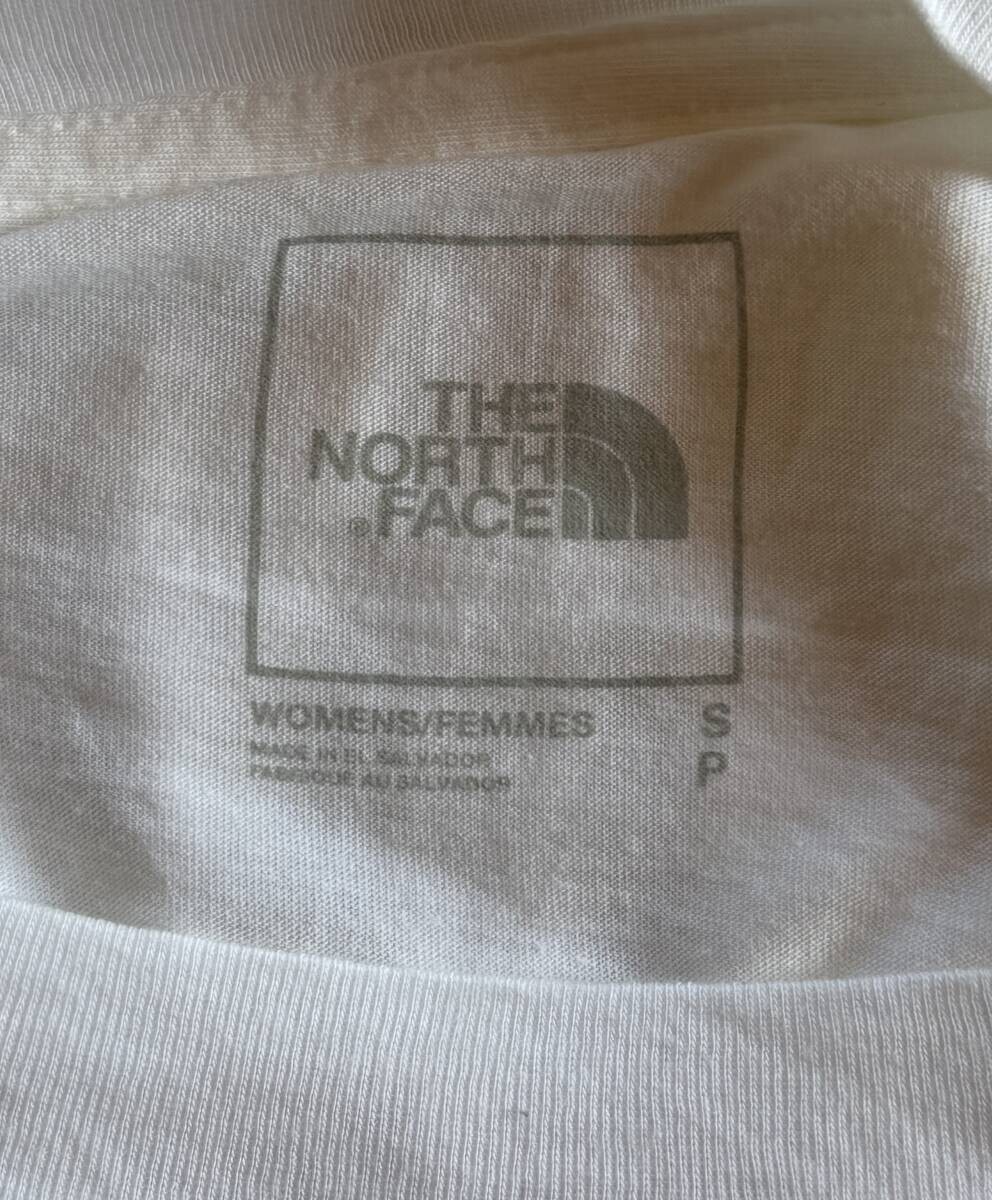 THE
NORTH
®FACE
WOMENS/FEMMES S
MADE IN EL SALVADOR P
FABRIQUE AU SALVADOR